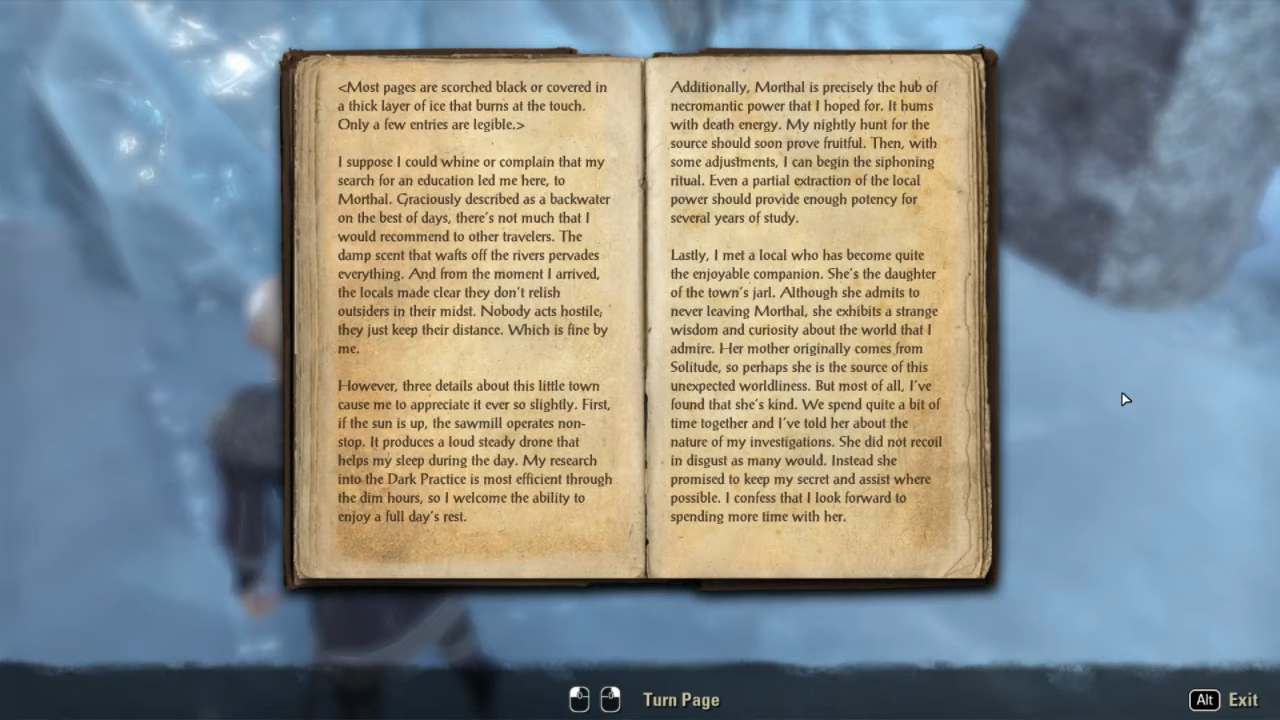 <Most pages are scorched black or covered in
a thick layer of ice that burns at the touch.
Only a few entries are legible.>
I suppose I could whine or complain that my
search for an education led me here, to
Morthal. Graciously described as a backwater
on the best of days, there's not much that I
would recommend to other travelers. The
damp scent that wafts off the rivers pervades
everything. And from the moment I arrived,
the locals made clear they don't relish
outsiders in their midst. Nobody acts hostile;
they just keep their distance. Which is fine by
me.
However, three details about this little town
cause me to appreciate it ever so slightly. First,
if the sun is up, the sawmill operates non-
stop. It produces a loud steady drone that
helps my sleep during the day. My research
into the Dark Practice is most efficient through
the dim hours, so I welcome the ability to
enjoy a full day's rest.
Additionally, Morthal is precisely the hub of
necromantic power that I hoped for. It hums
with death energy. My nightly hunt for the
source should soon prove fruitful. Then, with
some adjustments, I can begin the siphoning
ritual. Even a partial extraction of the local
power should provide enough potency for
several years of study.
Lastly, I met a local who has become quite
the enjoyable companion. She's the daughter
of the town's jarl. Although she admits to
never leaving Morthal, she exhibits a strange
wisdom and curiosity about the world that I
admire. Her mother originally comes from
Solitude, so perhaps she is the source of this
unexpected worldliness. But most of all, I've
found that she's kind. We spend quite a bit of
time together and I've told her about the
nature of my investigations. She did not recoil
in disgust as many would. Instead she
promised to keep my secret and assist where
possible. I confess that I look forward to
spending more time with her.
Turn Page
Alt Exit